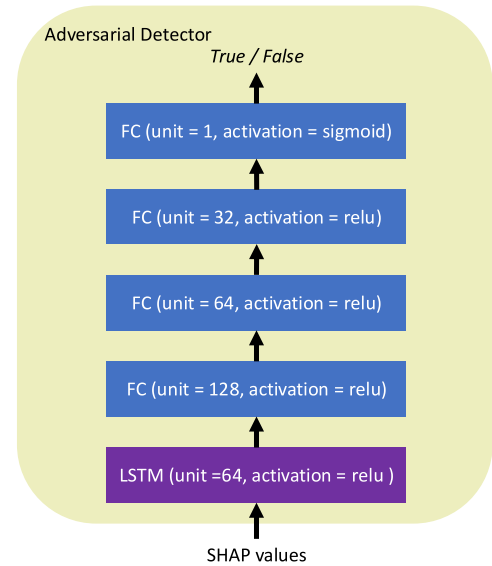 Adversarial Detector
True / False
FC (unit = 1, activation = sigmoid)
FC (unit = 32, activation = relu)
FC (unit = 64, activation = relu)
FC (unit = 128, activation = relu)
LSTM (unit =64, activation = relu )
SHAP values